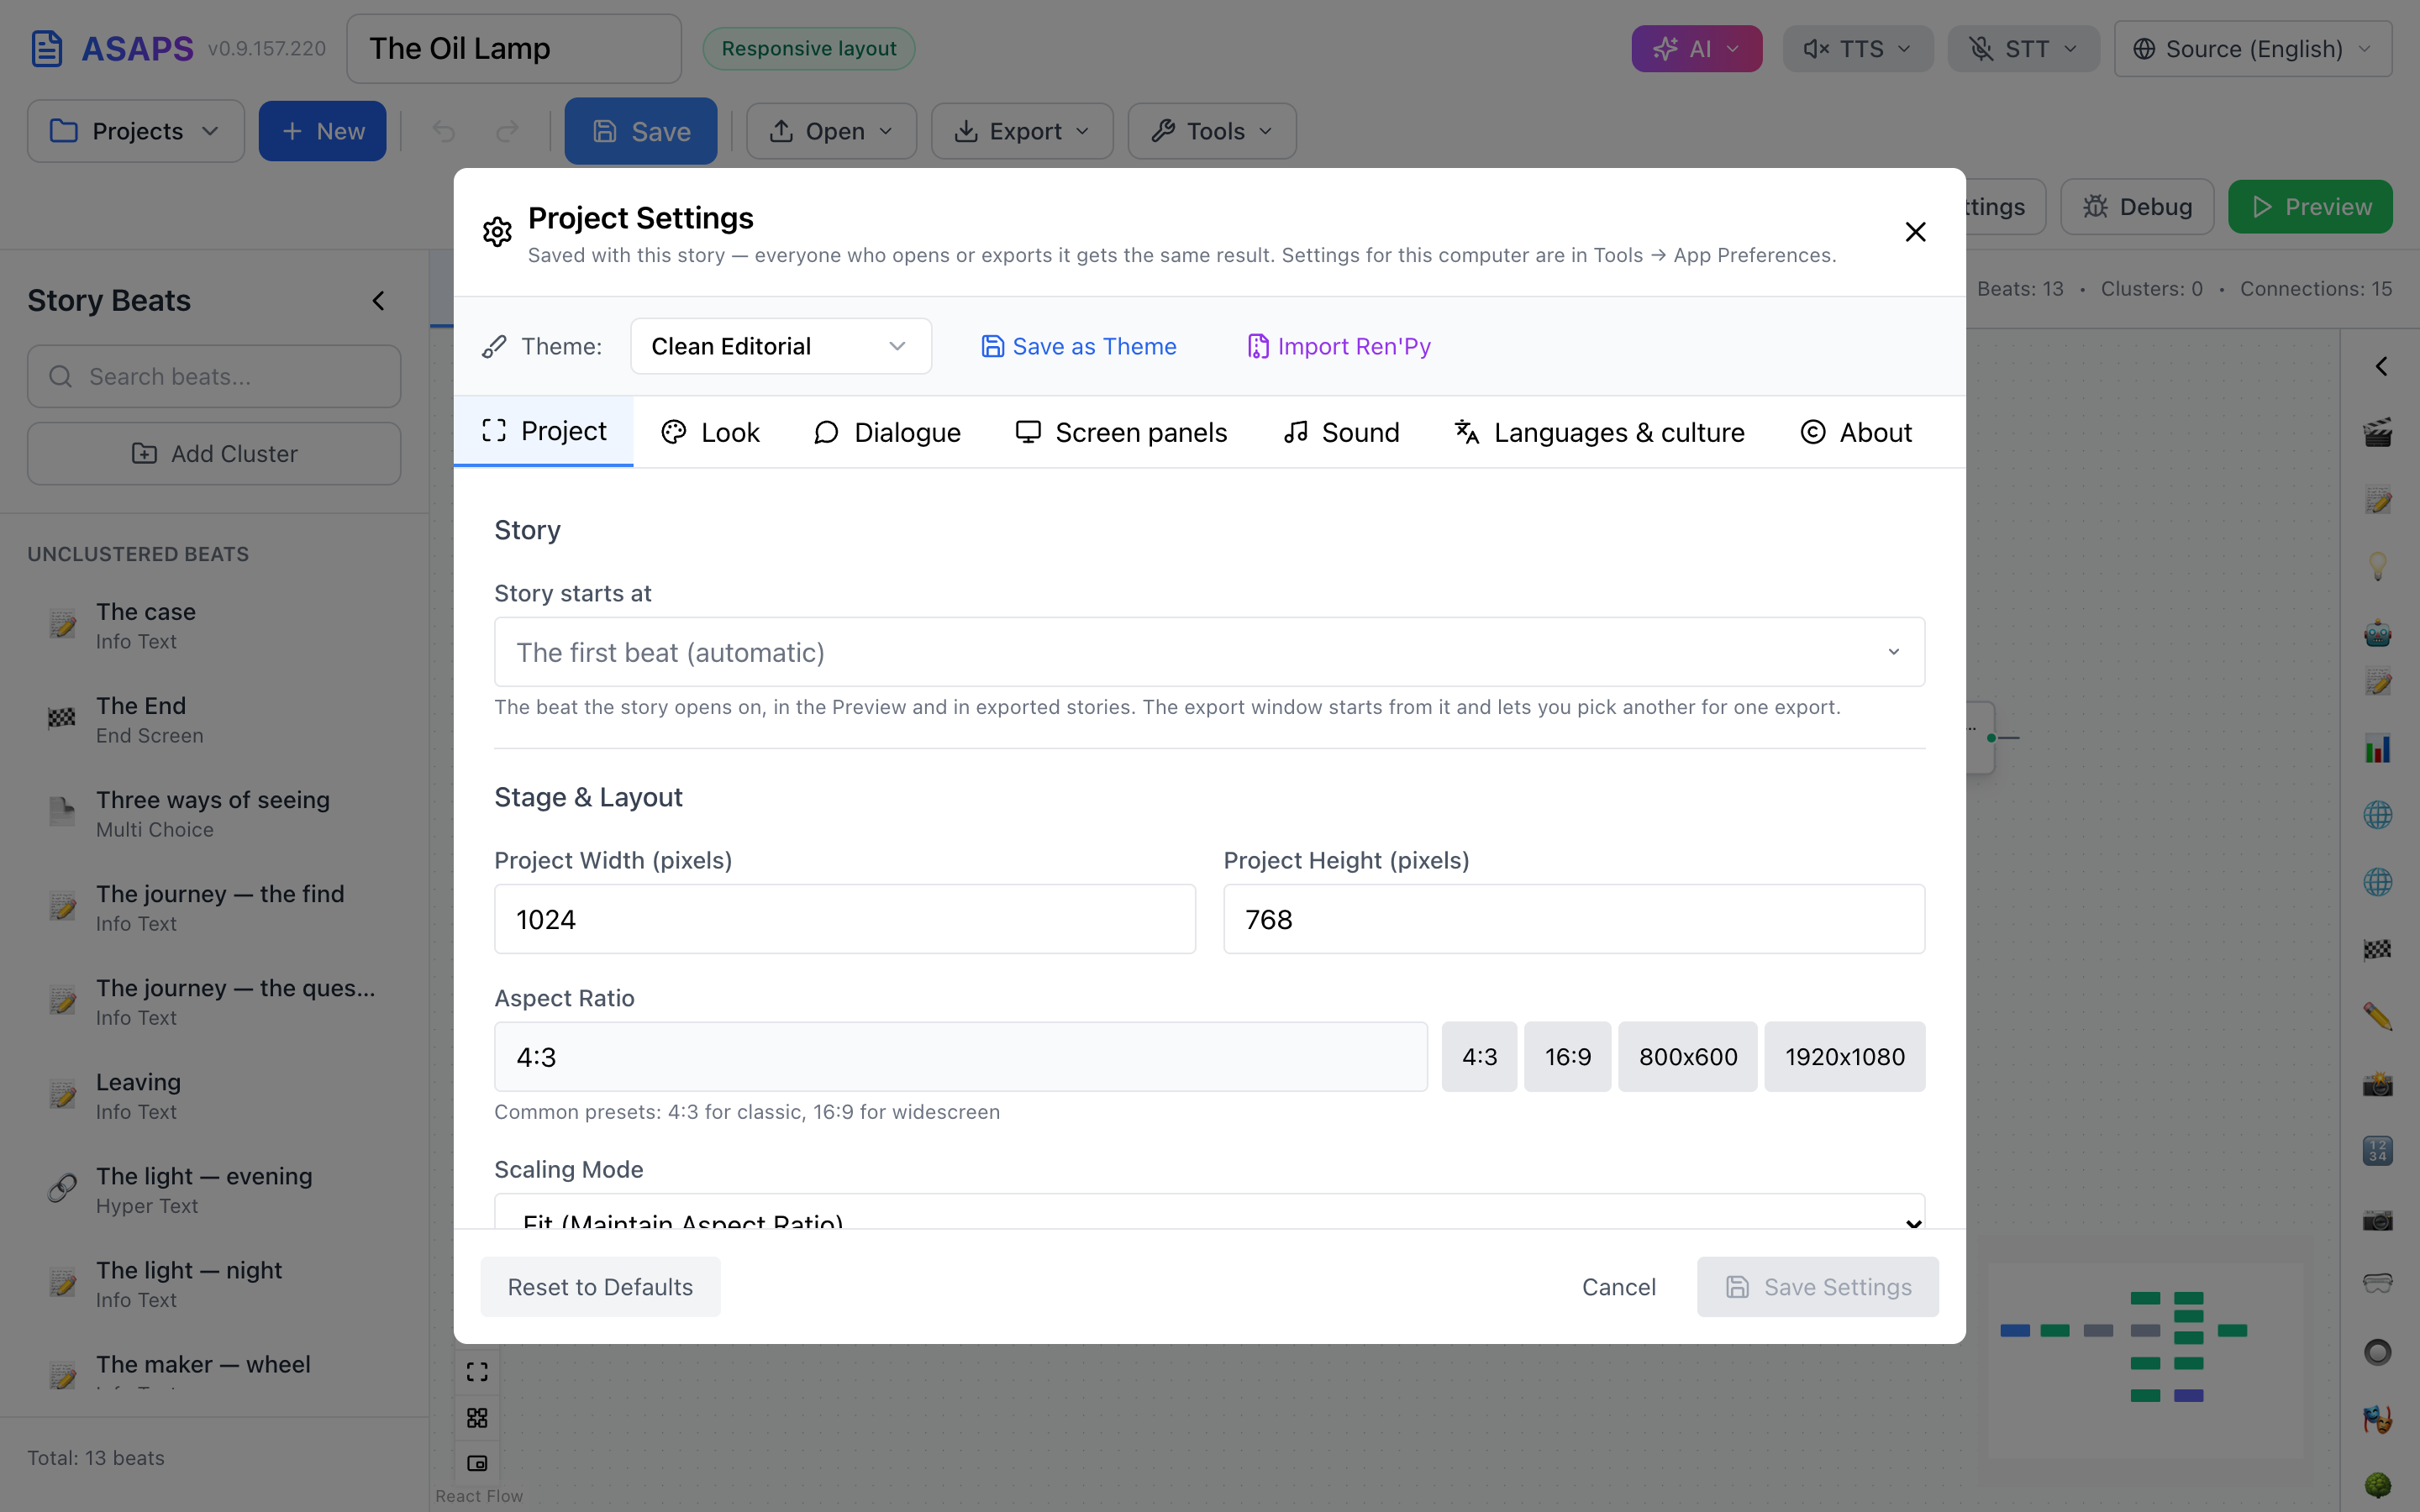 ASAPS v0.9.157.220
The Oil Lamp
Responsive layout
AI
TTS
STT
Source (English)
Projects
New
Save
Open
Export
Tools
Debug
Preview
Story Beats
Search beats...
Add Cluster
UNCLUSTERED BEATS
The case
Info Text
The End
End Screen
Three ways of seeing
Multi Choice
The journey — the find
Info Text
The journey — the ques...
Info Text
Leaving
Info Text
The light — evening
Hyper Text
The light — night
Info Text
The maker — wheel
Total: 13 beats
Beats: 13 • Clusters: 0 • Connections: 15
Project Settings
Saved with this story — everyone who opens or exports it gets the same result. Settings for this computer are in Tools → App Preferences.
Theme:
Clean Editorial
Save as Theme
Import Ren'Py
Project
Look
Dialogue
Screen panels
Sound
Languages & culture
About
Story
Story starts at
The first beat (automatic)
The beat the story opens on, in the Preview and in exported stories. The export window starts from it and lets you pick another for one export.
Stage & Layout
Project Width (pixels)
Project Height (pixels)
1024
768
Aspect Ratio
4:3
4:3
16:9
800x600
1920x1080
Common presets: 4:3 for classic, 16:9 for widescreen
Scaling Mode
Fit (Maintain Aspect Ratio)
Reset to Defaults
Cancel
Save Settings
React Flow